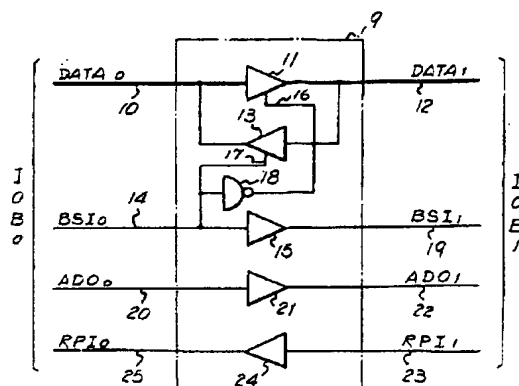 9
DATA₀
11
DATA₁
10
16
12
13
17
18
IOB₀
14
BSI₀
BSI₁
15
19
IOB₁
ADO₀
ADO₁
20
21
22
RPI₀
RPI₁
25
24
23